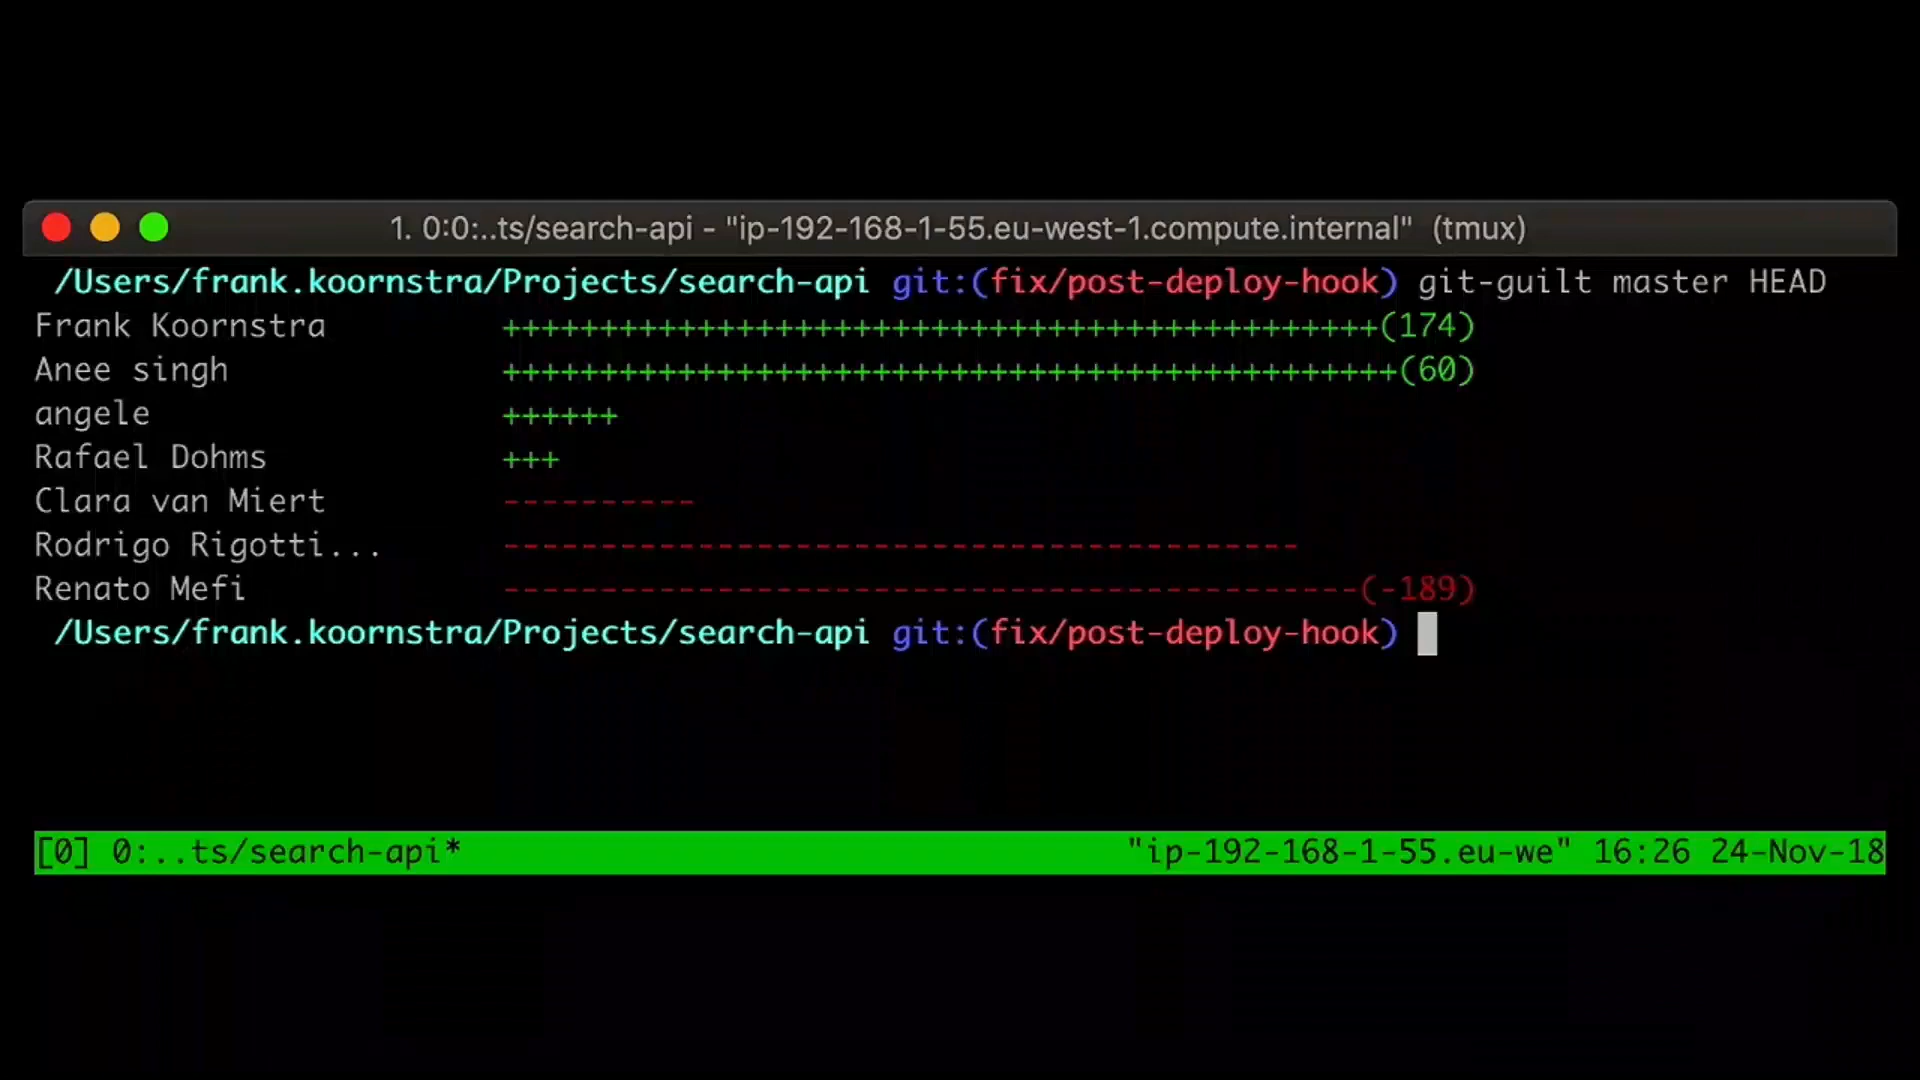 1. 0:0:..ts/search-api - "ip-192-168-1-55.eu-west-1.compute.internal" (tmux)
/Users/frank.koornstra/Projects/search-api git:(fix/post-deploy-hook) git-guilt master HEAD
Frank Koornstra +++++++++++++++++++++++++++++++++++++++++++++(174)
Anee singh ++++++++++++++++++++++++++++++++++++++++++++++(60)
angele ++++++
Rafael Dohms +++
Clara van Miert ----------
Rodrigo Rigotti... -----------------------------------------
Renato Mefi --------------------------------------------(-189)
/Users/frank.koornstra/Projects/search-api git:(fix/post-deploy-hook)
[0] 0:..ts/search-api* "ip-192-168-1-55.eu-we" 16:26 24-Nov-18